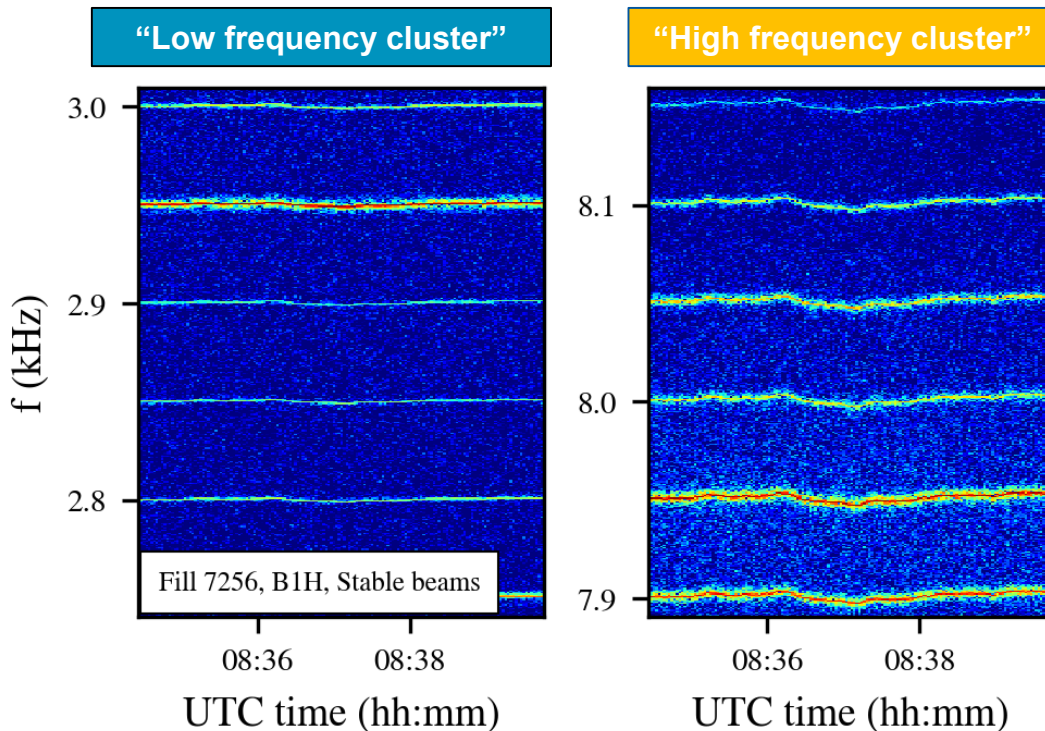 “Low frequency cluster”
“High frequency cluster”
f (kHz)
3.0
2.9
2.8
Fill 7256, B1H, Stable beams
08:36
08:38
UTC time (hh:mm)
8.1
8.0
7.9
08:36
08:38
UTC time (hh:mm)